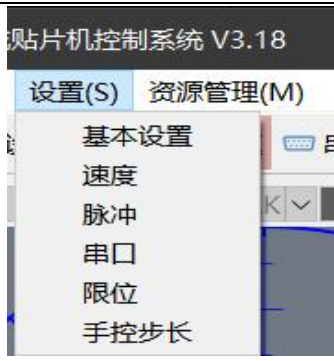 贴片机控制系统 V3.18
设置(S) 资源管理(M)
基本设置
速度
脉冲
串口
限位
手控步长